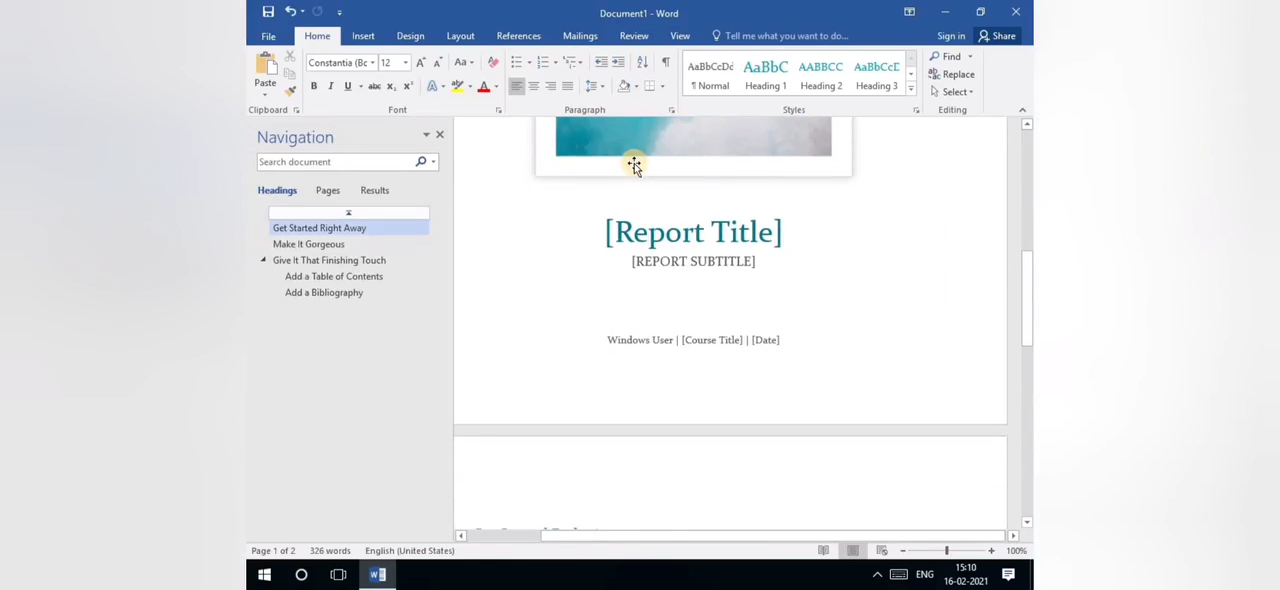 Document1 - Word
File Home Insert Design Layout References Mailings Review View Tell me what you want to do... Sign in Share
Paste
Constantia (Bc 12
Aa
B I U abc x₂ x² A A
AaBbCcDd AaBbC AABBCC AaBbCcD
¶ Normal Heading 1 Heading 2 Heading 3
Find
Replace
Select
Clipboard Font Paragraph Styles Editing
Navigation
Search document
Headings Pages Results
Get Started Right Away
Make It Gorgeous
Give It That Finishing Touch
Add a Table of Contents
Add a Bibliography
[Report Title]
[REPORT SUBTITLE]
Windows User | [Course Title] | [Date]
Page 1 of 2 326 words English (United States) 100%
ENG
15:10
16-02-2021